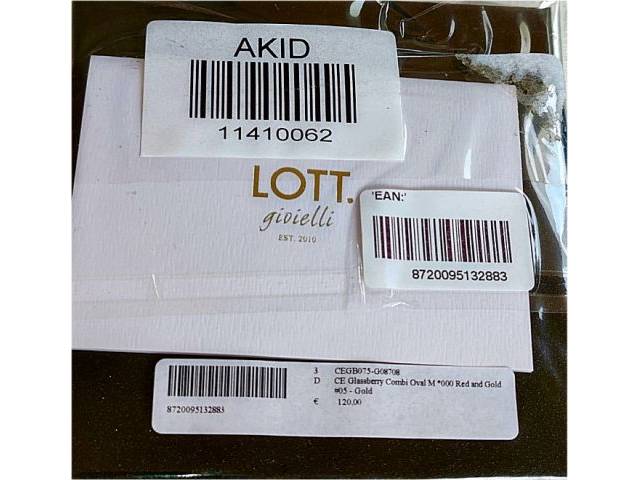 AKID
11410062
LOTT.
gioielli
EST. 2010
'EAN:'
8720095132883
3 CEGB075-G08708
D CE Glassberry Combi Oval M *000 Red and Gold
#05 - Gold
€ 120,00
8720095132883